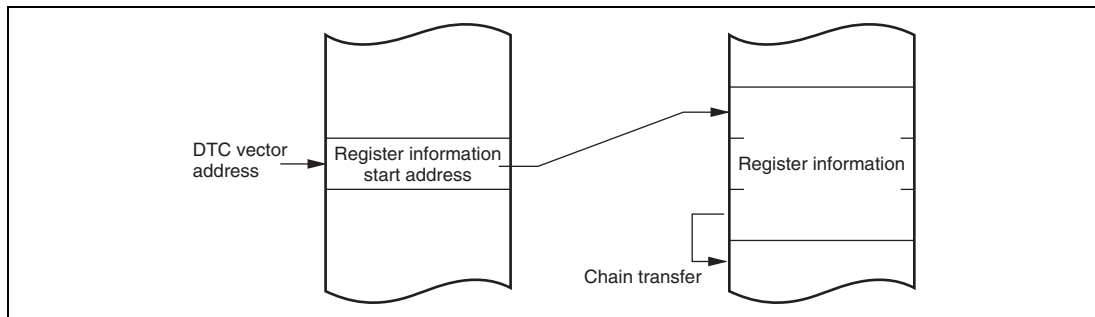 DTC vector
address
Register information
start address
Register information
Chain transfer